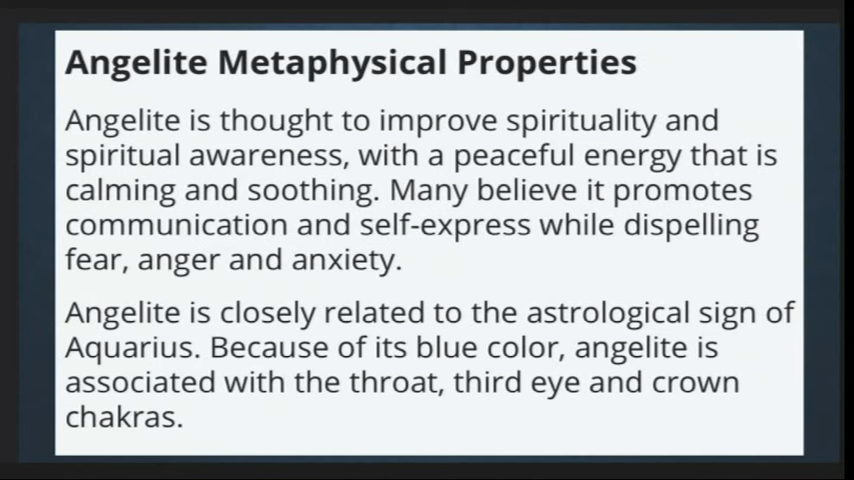 Angelite Metaphysical Properties
Angelite is thought to improve spirituality and
spiritual awareness, with a peaceful energy that is
calming and soothing. Many believe it promotes
communication and self-express while dispelling
fear, anger and anxiety.
Angelite is closely related to the astrological sign of
Aquarius. Because of its blue color, angelite is
associated with the throat, third eye and crown
chakras.